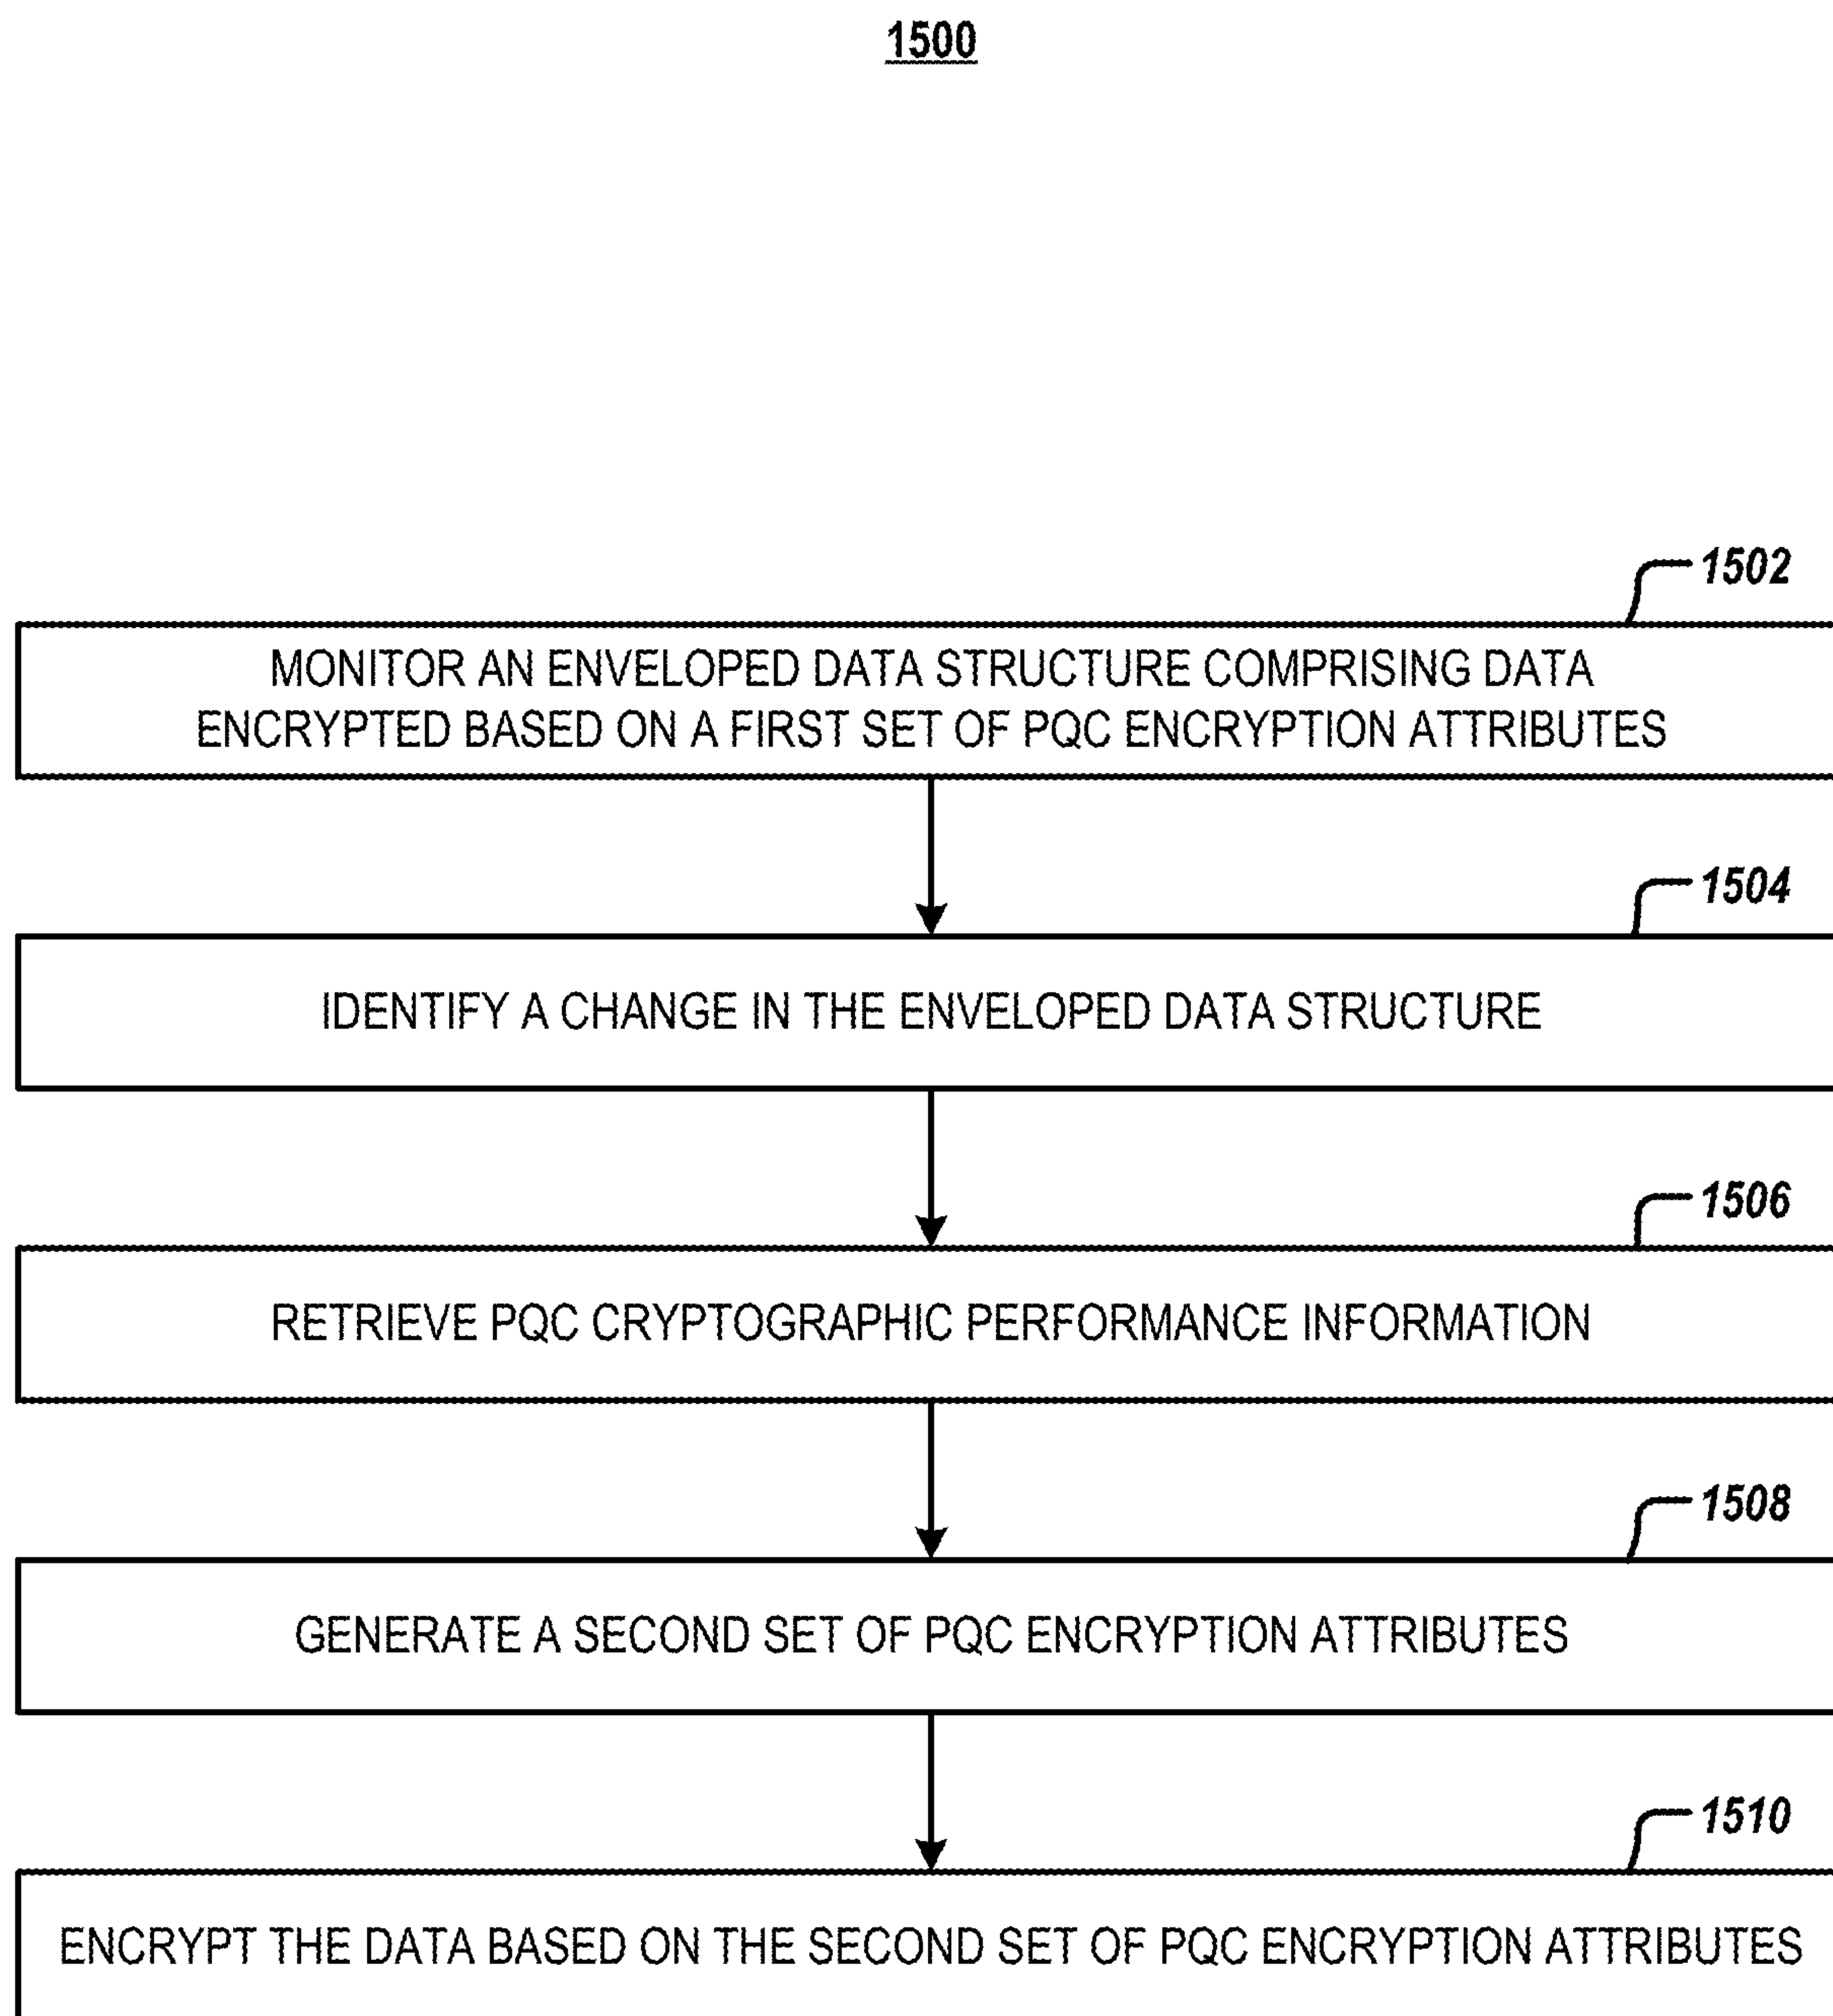 1500
1502
MONITOR AN ENVELOPED DATA STRUCTURE COMPRISING DATA
ENCRYPTED BASED ON A FIRST SET OF PQC ENCRYPTION ATTRIBUTES
1504
IDENTIFY A CHANGE IN THE ENVELOPED DATA STRUCTURE
1506
RETRIEVE PQC CRYPTOGRAPHIC PERFORMANCE INFORMATION
1508
GENERATE A SECOND SET OF PQC ENCRYPTION ATTRIBUTES
1510
ENCRYPT THE DATA BASED ON THE SECOND SET OF PQC ENCRYPTION ATTRIBUTES